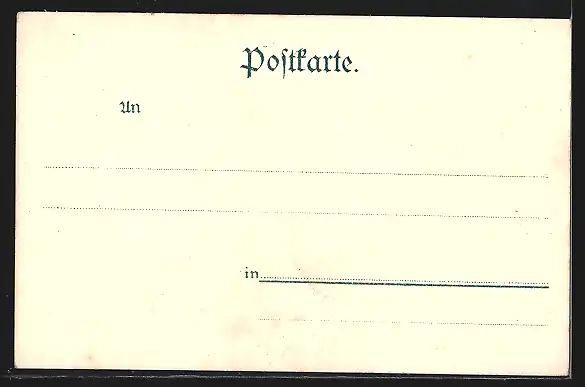 Poſtkarte.
An
in